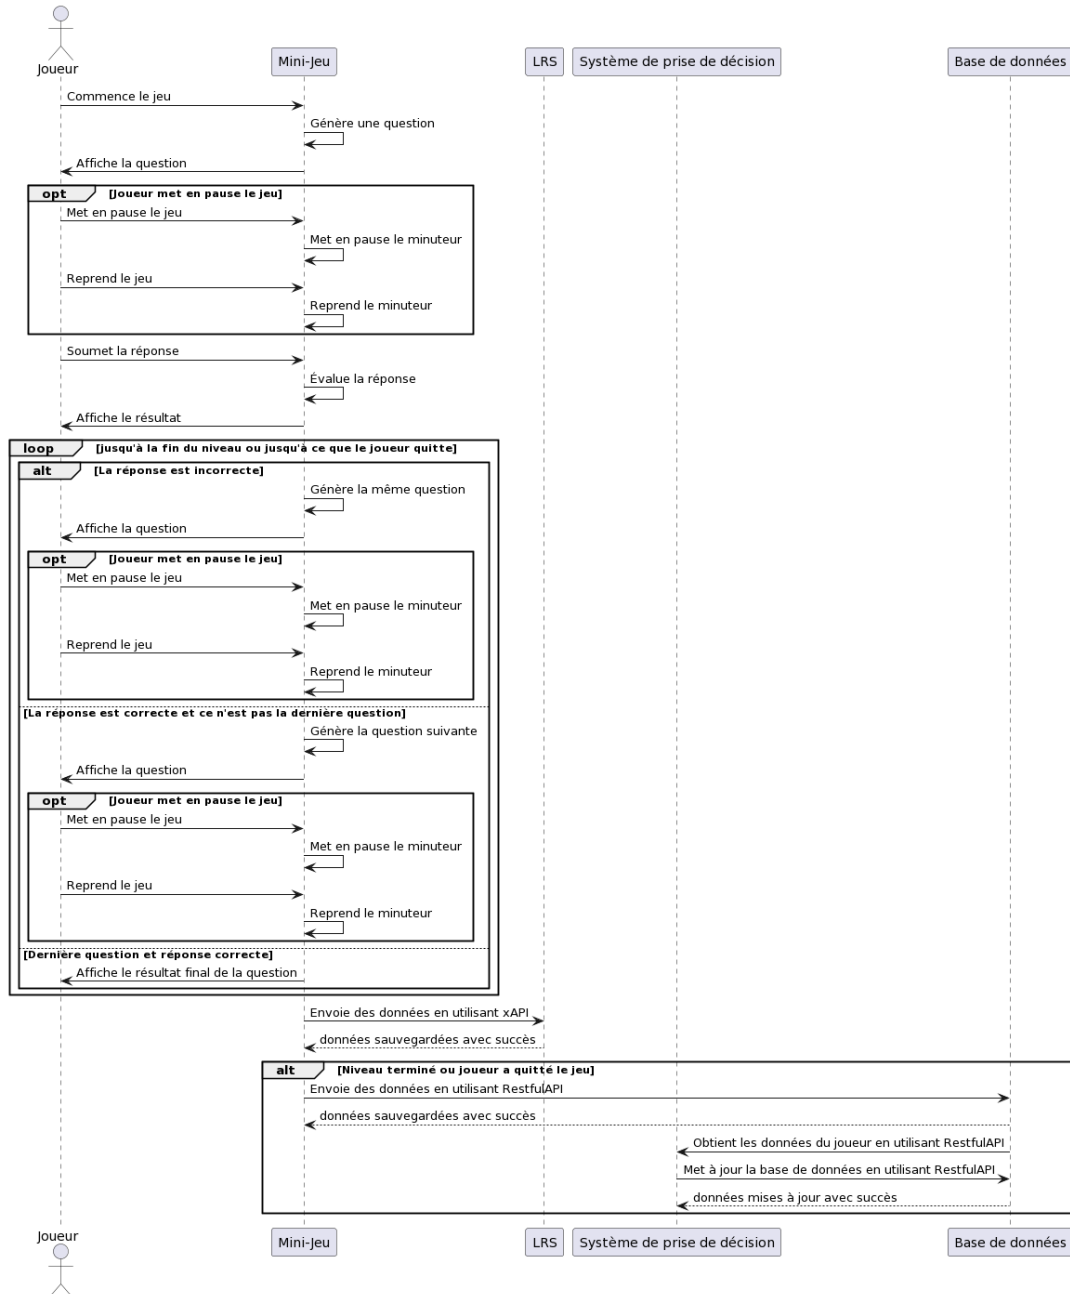 Joueur
Mini-Jeu
LRS
Système de prise de décision
Base de données
Commence le jeu
Génère une question
Affiche la question
opt [Joueur met en pause le jeu]
Met en pause le jeu
Met en pause le minuteur
Reprend le jeu
Reprend le minuteur
Soumet la réponse
Évalue la réponse
Affiche le résultat
loop [jusqu'à la fin du niveau ou jusqu'à ce que le joueur quitte]
alt [La réponse est incorrecte]
Génère la même question
Affiche la question
opt [Joueur met en pause le jeu]
Met en pause le jeu
Met en pause le minuteur
Reprend le jeu
Reprend le minuteur
[La réponse est correcte et ce n'est pas la dernière question]
Génère la question suivante
Affiche la question
opt [Joueur met en pause le jeu]
Met en pause le jeu
Met en pause le minuteur
Reprend le jeu
Reprend le minuteur
[Dernière question et réponse correcte]
Affiche le résultat final de la question
Envoie des données en utilisant xAPI
données sauvegardées avec succès
alt [Niveau terminé ou joueur a quitté le jeu]
Envoie des données en utilisant RestfulAPI
données sauvegardées avec succès
Obtient les données du joueur en utilisant RestfulAPI
Met à jour la base de données en utilisant RestfulAPI
données mises à jour avec succès
Joueur
Mini-Jeu
LRS
Système de prise de décision
Base de données